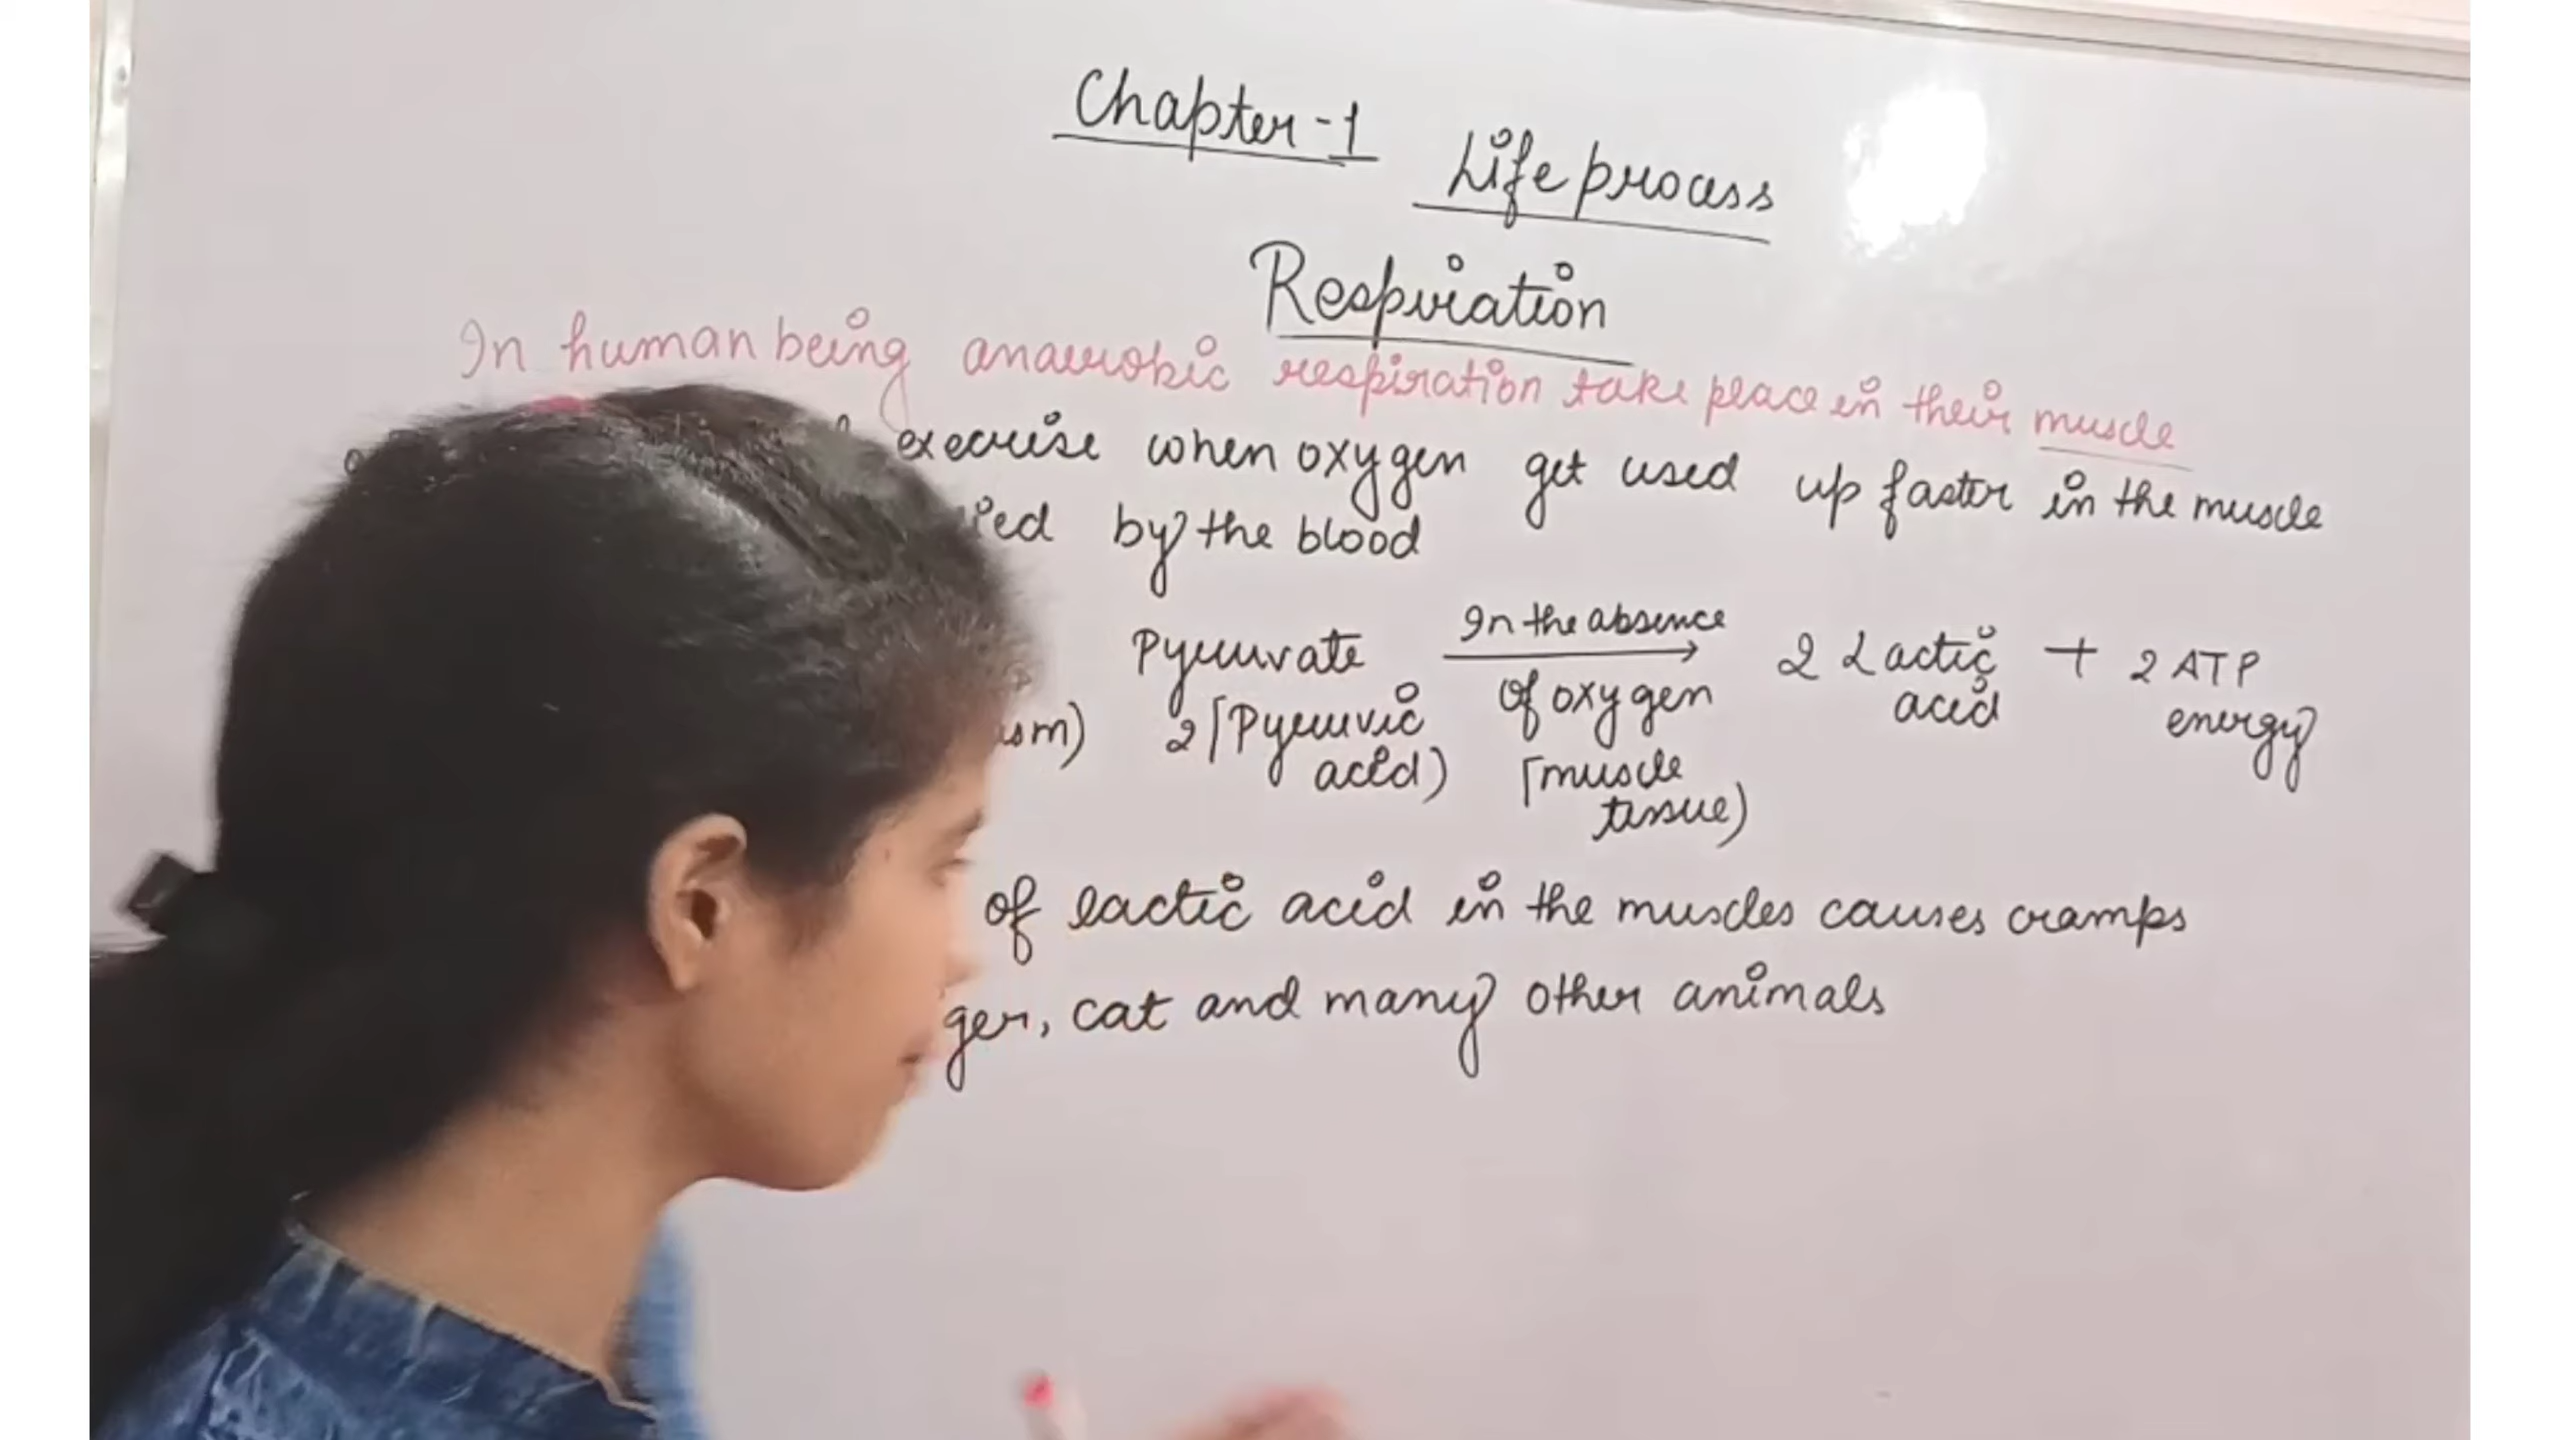 Chapter-1
Life process
Respiration
In human being anaerobic respiration take place in their muscle
exercise when oxygen get used up faster in the muscle
by the blood
Pyruvate In the absence 2 Lactic + 2 ATP
2 (Pyruvic of oxygen acid energy
acid) (muscle
tissue)
of lactic acid in the muscles causes cramps
cat and many other animals